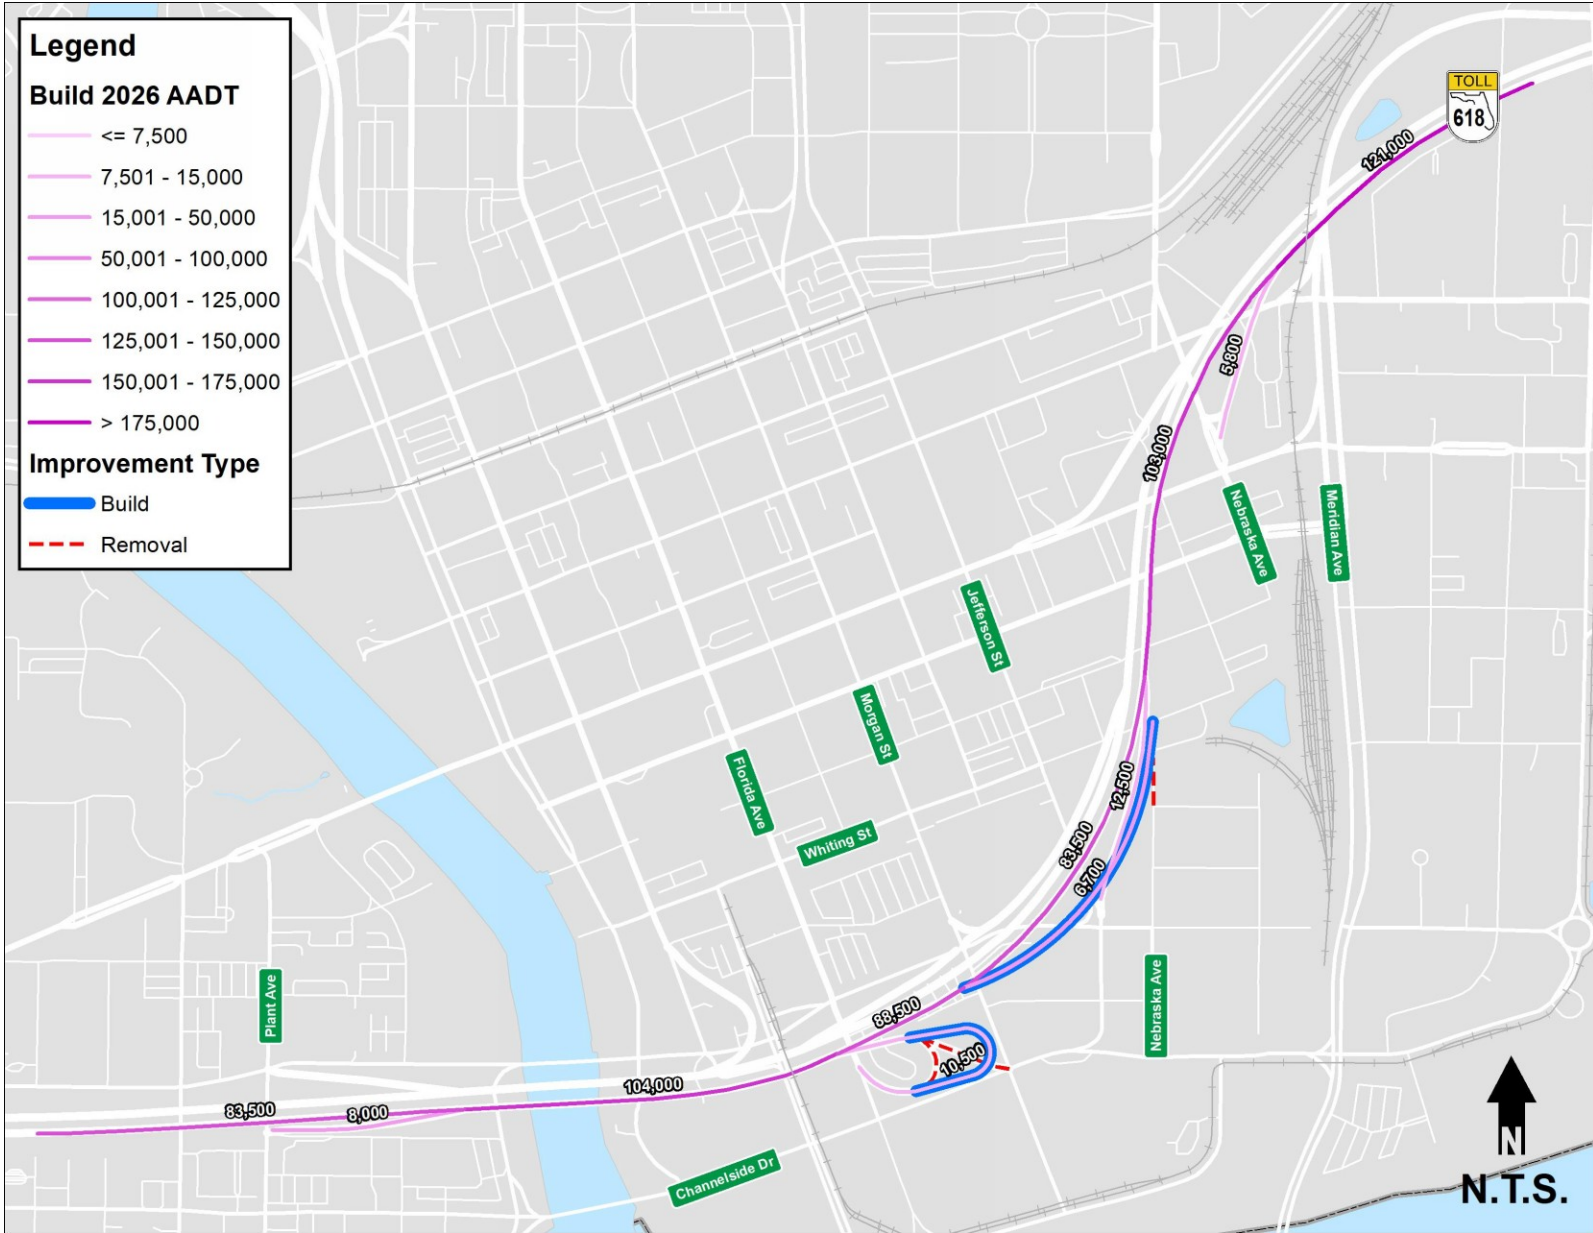 Legend
Build 2026 AADT
<= 7,500
7,501 - 15,000
15,001 - 50,000
50,001 - 100,000
100,001 - 125,000
125,001 - 150,000
150,001 - 175,000
> 175,000
Improvement Type
Build
Removal
TOLL
618
121,000
5,800
103,000
Nebraska Ave
Meridian Ave
Jefferson St
Morgan St
Florida Ave
Whiting St
12,500
83,500
6,700
Plant Ave
Nebraska Ave
88,500
10,500
104,000
83,500
8,000
Channelside Dr
N
N.T.S.